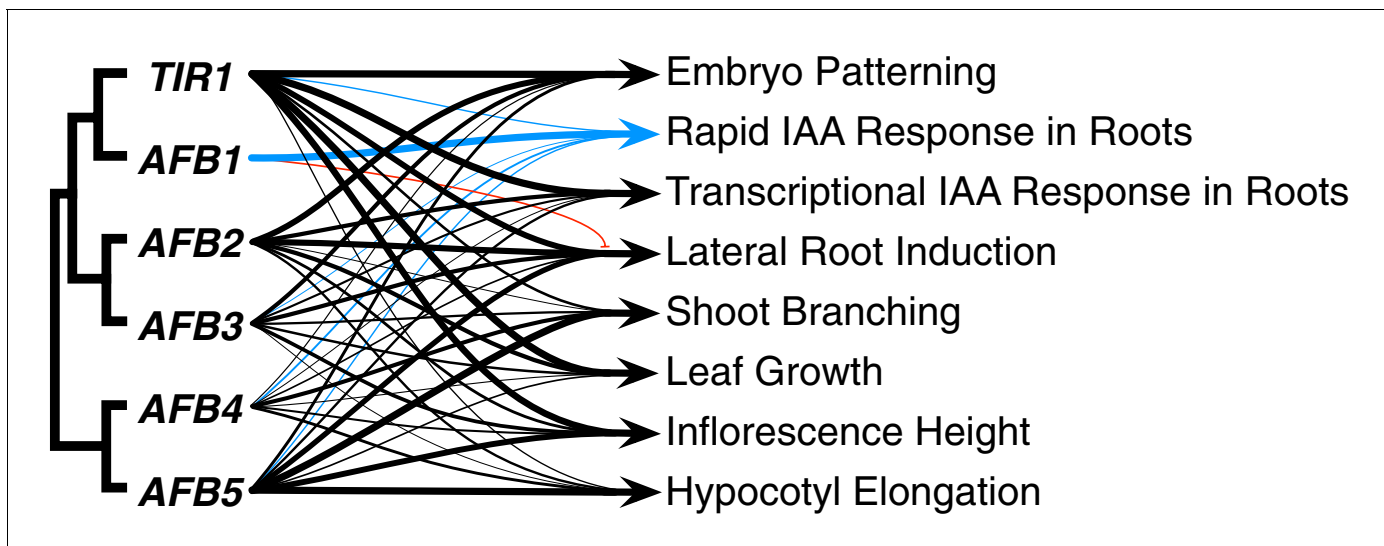 TIR1
AFB1
AFB2
AFB3
AFB4
AFB5
Embryo Patterning
Rapid IAA Response in Roots
Transcriptional IAA Response in Roots
Lateral Root Induction
Shoot Branching
Leaf Growth
Inflorescence Height
Hypocotyl Elongation